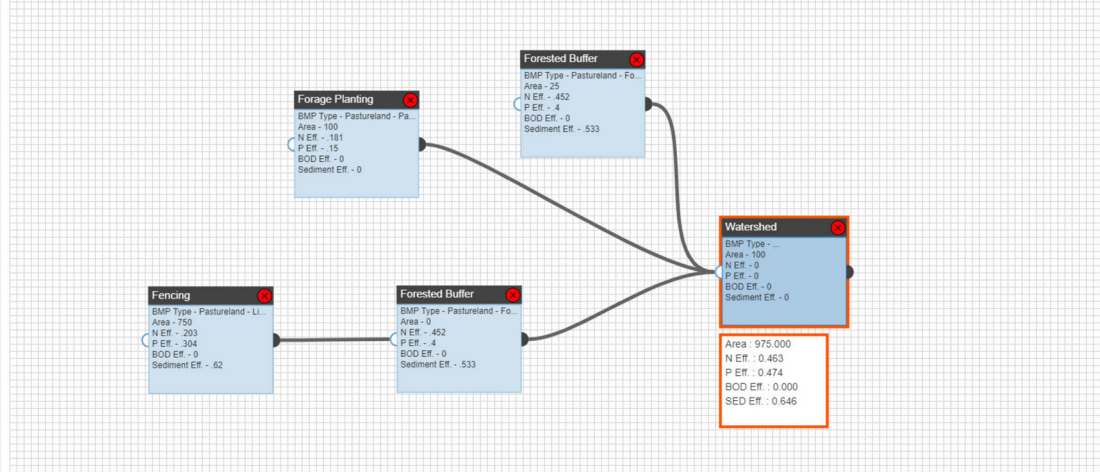 Forested Buffer
BMP Type - Pastureland - Fo...
Area - 25
N Eff. - .452
P Eff. - .4
BOD Eff. - 0
Sediment Eff. - .533
Forage Planting
BMP Type - Pastureland - Pa...
Area - 100
N Eff. - .181
P Eff. - .15
BOD Eff. - 0
Sediment Eff. - 0
Watershed
BMP Type - ...
Area - 100
N Eff. - 0
P Eff. - 0
BOD Eff. - 0
Sediment Eff. - 0
Fencing
BMP Type - Pastureland - Li...
Area - 750
N Eff. - .203
P Eff. - .304
BOD Eff. - 0
Sediment Eff. - .62
Forested Buffer
BMP Type - Pastureland - Fo...
Area - 0
N Eff. - .452
P Eff. - .4
BOD Eff. - 0
Sediment Eff. - .533
Area : 975.000
N Eff. : 0.463
P Eff. : 0.474
BOD Eff. : 0.000
SED Eff. : 0.646